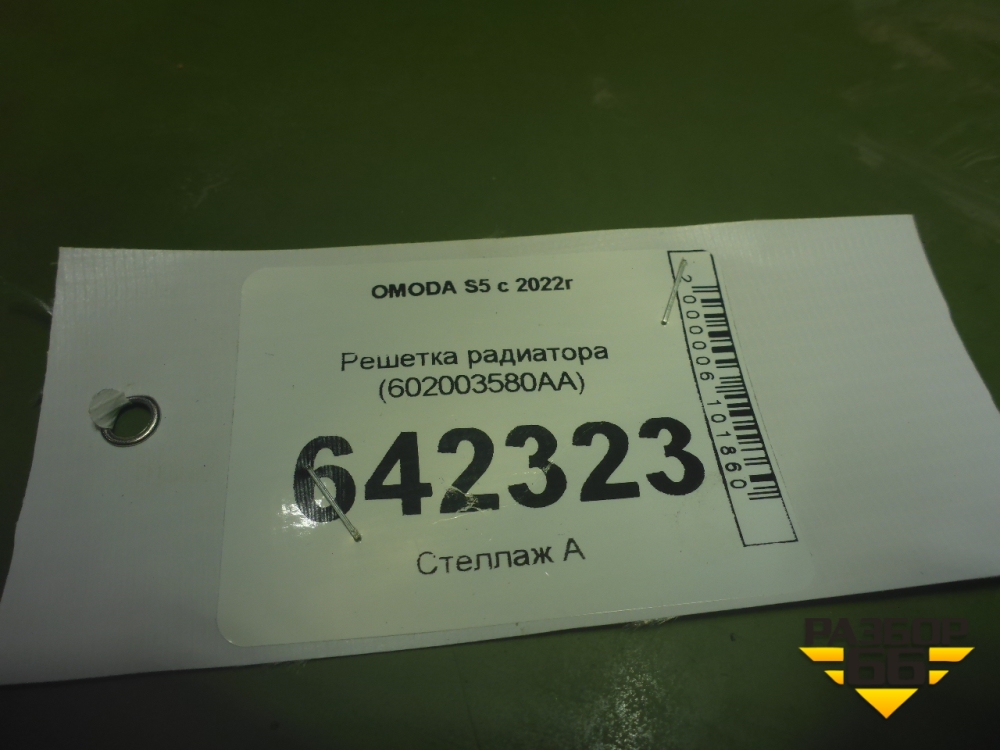 OMODA S5 с 2022г
Решетка радиатора
(602003580AA)
642323
Стеллаж А
2000006101860
РАЗБОР
66